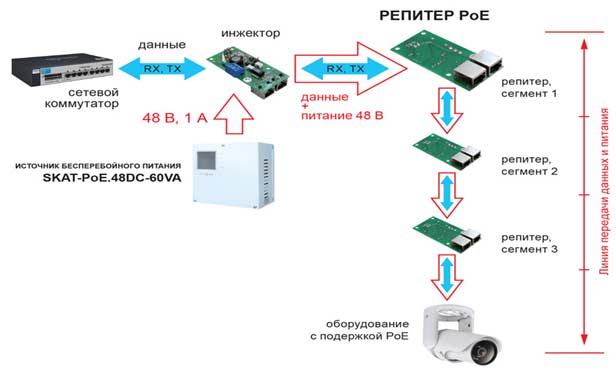 РЕПИТЕР PoE
инжектор
данные
RX, TX
RX, TX
сетевой
коммутатор
данные
+
питание 48 В
48 В, 1 А
репитер,
сегмент 1
ИСТОЧНИК БЕСПЕРЕБОЙНОГО ПИТАНИЯ
SKAT-PoE.48DC-60VA
репитер,
сегмент 2
репитер,
сегмент 3
оборудование
с подержкой PoE
Линия передачи данных и питания